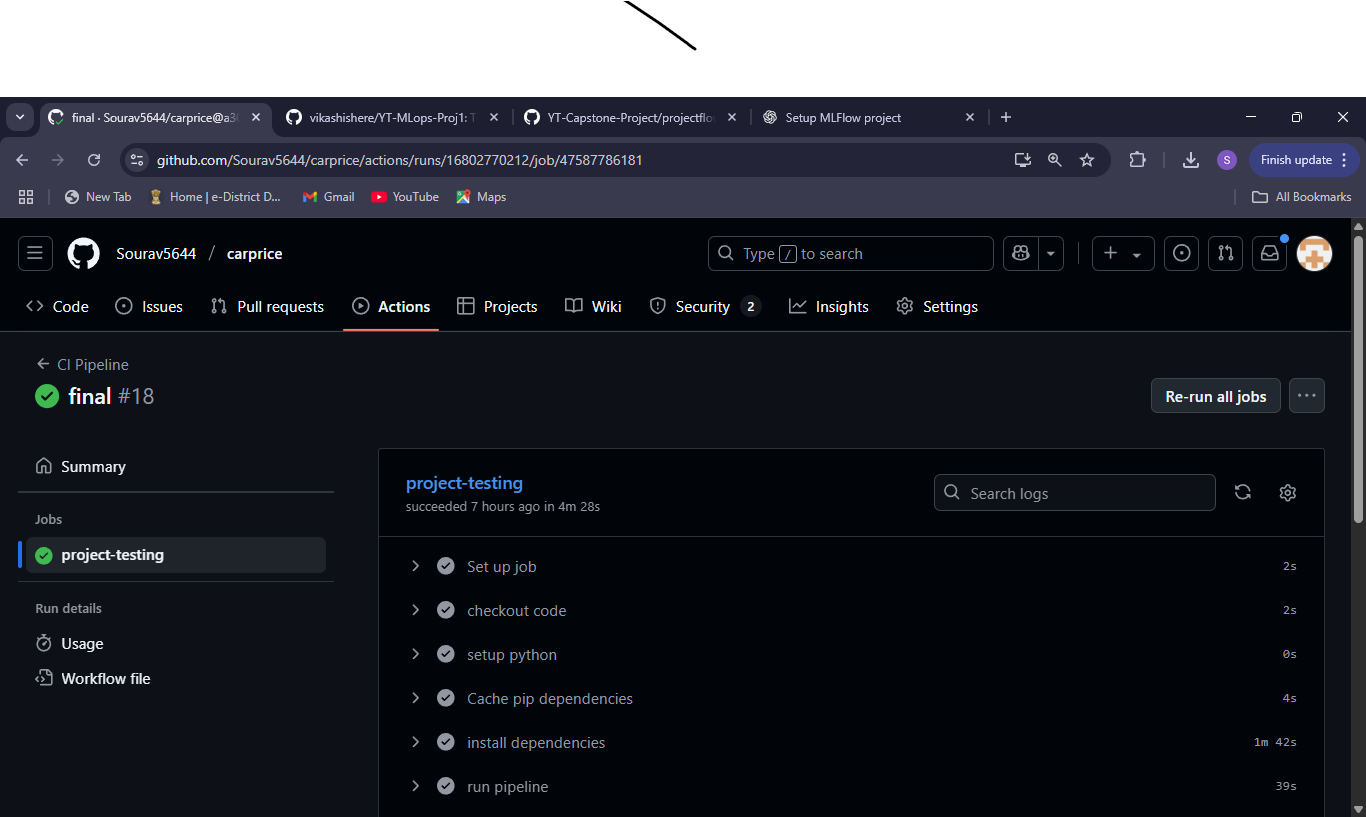 final · Sourav5644/carprice@a36
vikashishere/YT-MLops-Proj1: T
YT-Capstone-Project/projectflo
Setup MLFlow project
github.com/Sourav5644/carprice/actions/runs/16802770212/job/47587786181
S
Finish update
New Tab
Home | e-District D...
Gmail
YouTube
Maps
All Bookmarks
Sourav5644 / carprice
Type / to search
Code
Issues
Pull requests
Actions
Projects
Wiki
Security 2
Insights
Settings
CI Pipeline
final #18
Re-run all jobs
Summary
Jobs
project-testing
Run details
Usage
Workflow file
project-testing
succeeded 7 hours ago in 4m 28s
Search logs
Set up job 2s
checkout code 2s
setup python 0s
Cache pip dependencies 4s
install dependencies 1m 42s
run pipeline 39s